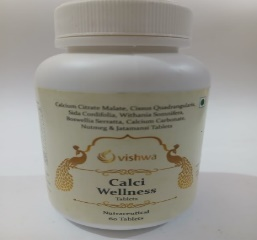 Calcium Citrate Malate, Cissus Quadrangularis,
Sida Cordifolia, Withania Somnifera,
Boswellia Serrata, Calcium Carbonate,
Nutmeg & Jatamansi Tablets
vishwa
Calci
Wellness
Tablets
Nutraceutical
60 Tablets